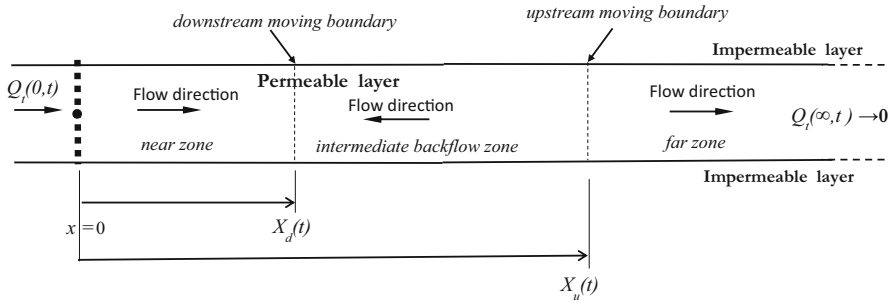 downstream moving boundary
upstream moving boundary
Impermeable layer
Permeable layer
Q_t(0,t)
Flow direction
Flow direction
Flow direction
Q_t(∞,t) →0
near zone
intermediate backflow zone
far zone
Impermeable layer
x=0
X_d(t)
X_u(t)